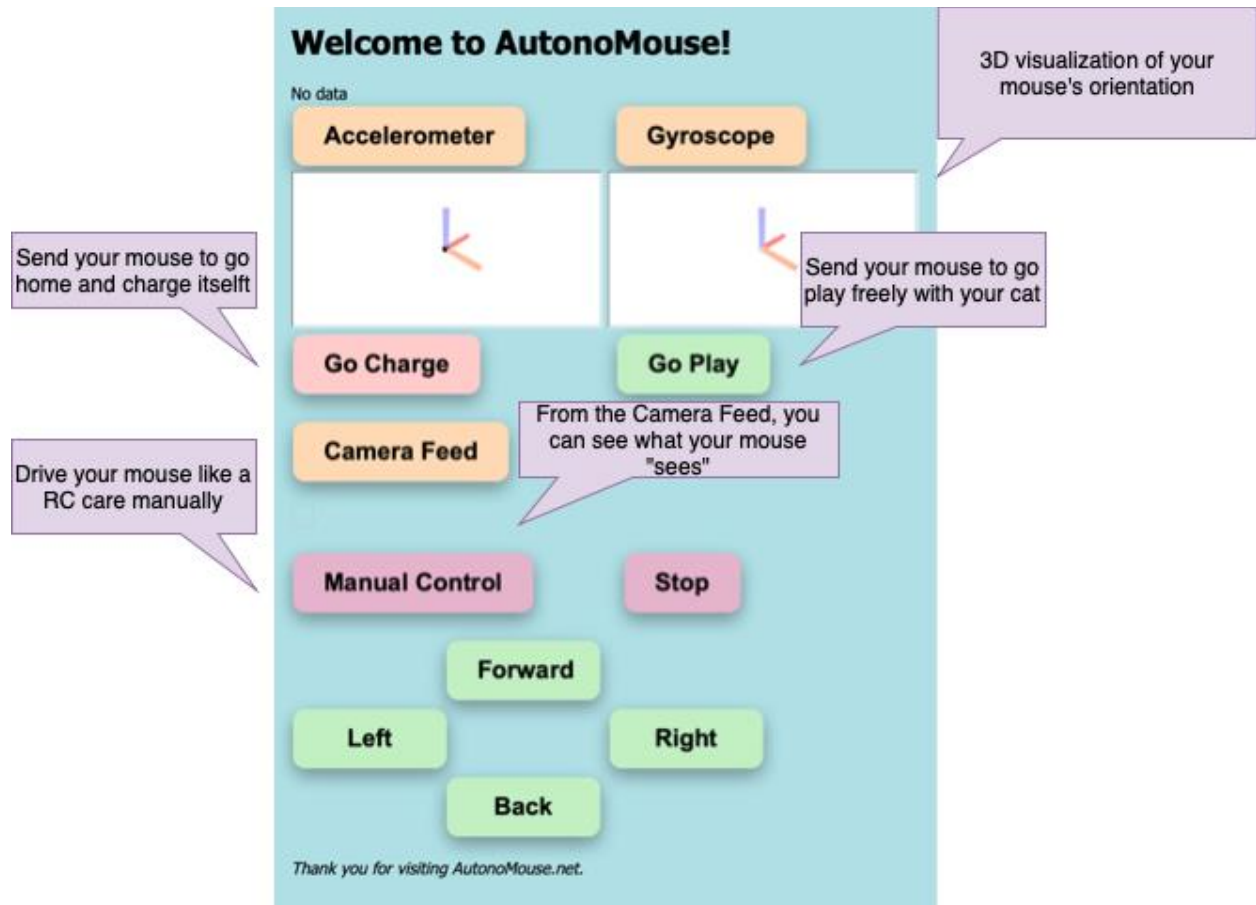 Welcome to AutonoMouse!
3D visualization of your
mouse's orientation
No data
Accelerometer
Gyroscope
Send your mouse to go
home and charge itselft
Send your mouse to go
play freely with your cat
Go Charge
Go Play
From the Camera Feed, you
can see what your mouse
"sees"
Camera Feed
Drive your mouse like a
RC care manually
Manual Control
Stop
Forward
Left
Right
Back
Thank you for visiting AutonoMouse.net.